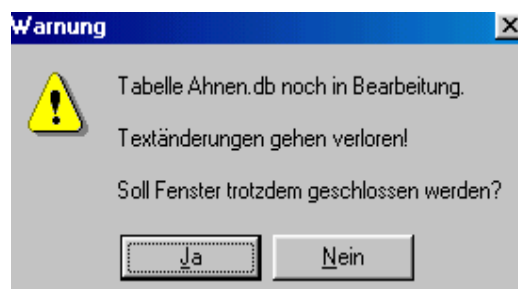 Warnung
Tabelle Ahnen.db noch in Bearbeitung.
Textänderungen gehen verloren!
Soll Fenster trotzdem geschlossen werden?
Ja Nein